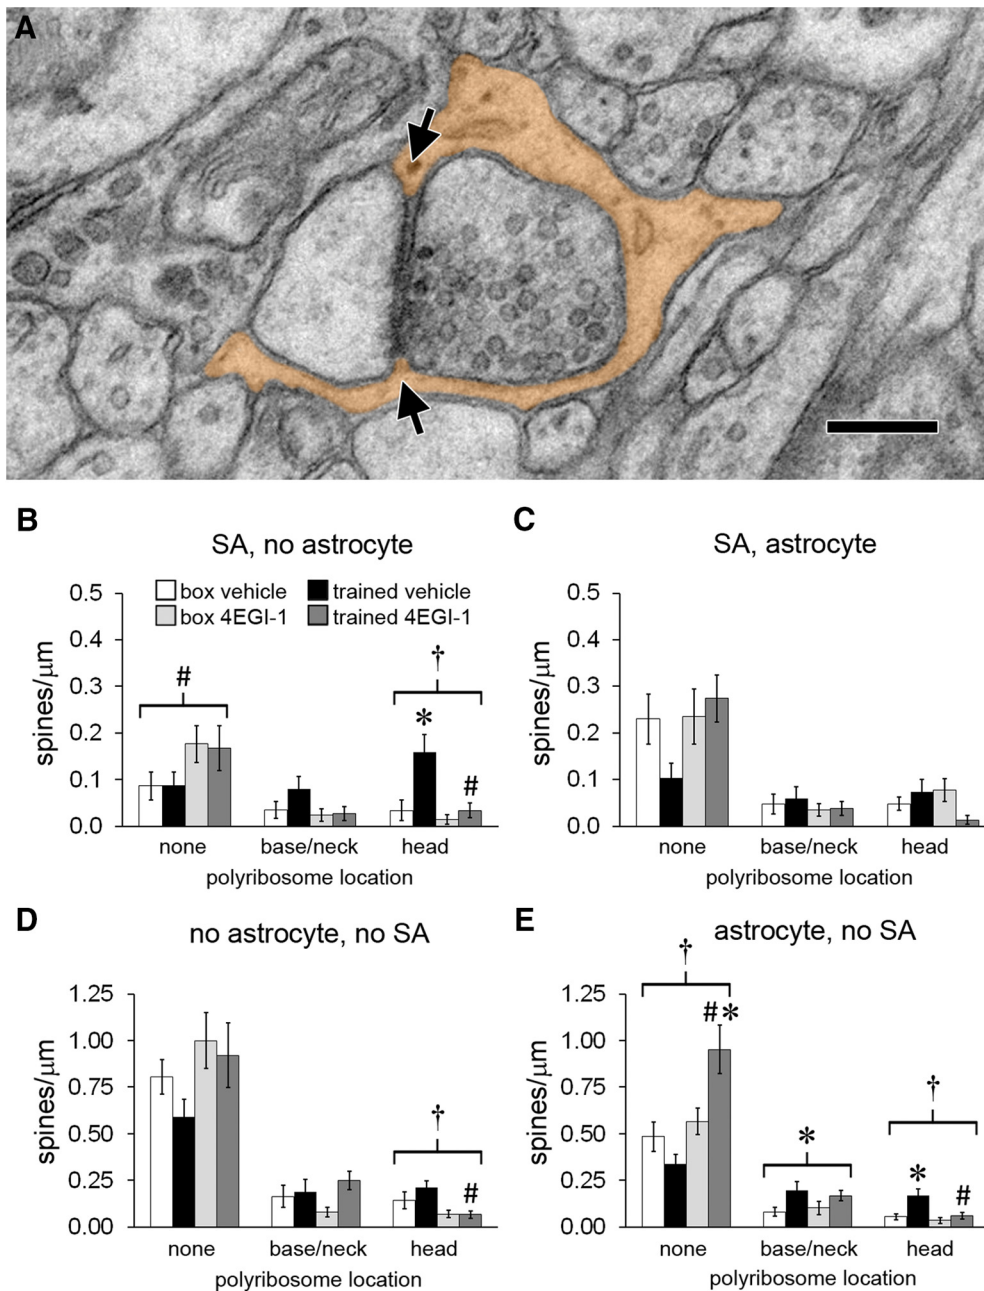 A
B
SA, no astrocyte
box vehicle trained vehicle
box 4EGI-1 trained 4EGI-1
0.5
0.4
0.3
0.2
0.1
0.0
spines/μm
#
†
*
#
none base/neck head
polyribosome location
C
SA, astrocyte
0.5
0.4
0.3
0.2
0.1
0.0
spines/μm
none base/neck head
polyribosome location
D
no astrocyte, no SA
1.25
1.00
0.75
0.50
0.25
0.00
spines/μm
†
#
none base/neck head
polyribosome location
E
astrocyte, no SA
1.25
1.00
0.75
0.50
0.25
0.00
spines/μm
†
#*
*
†
*
#
none base/neck head
polyribosome location